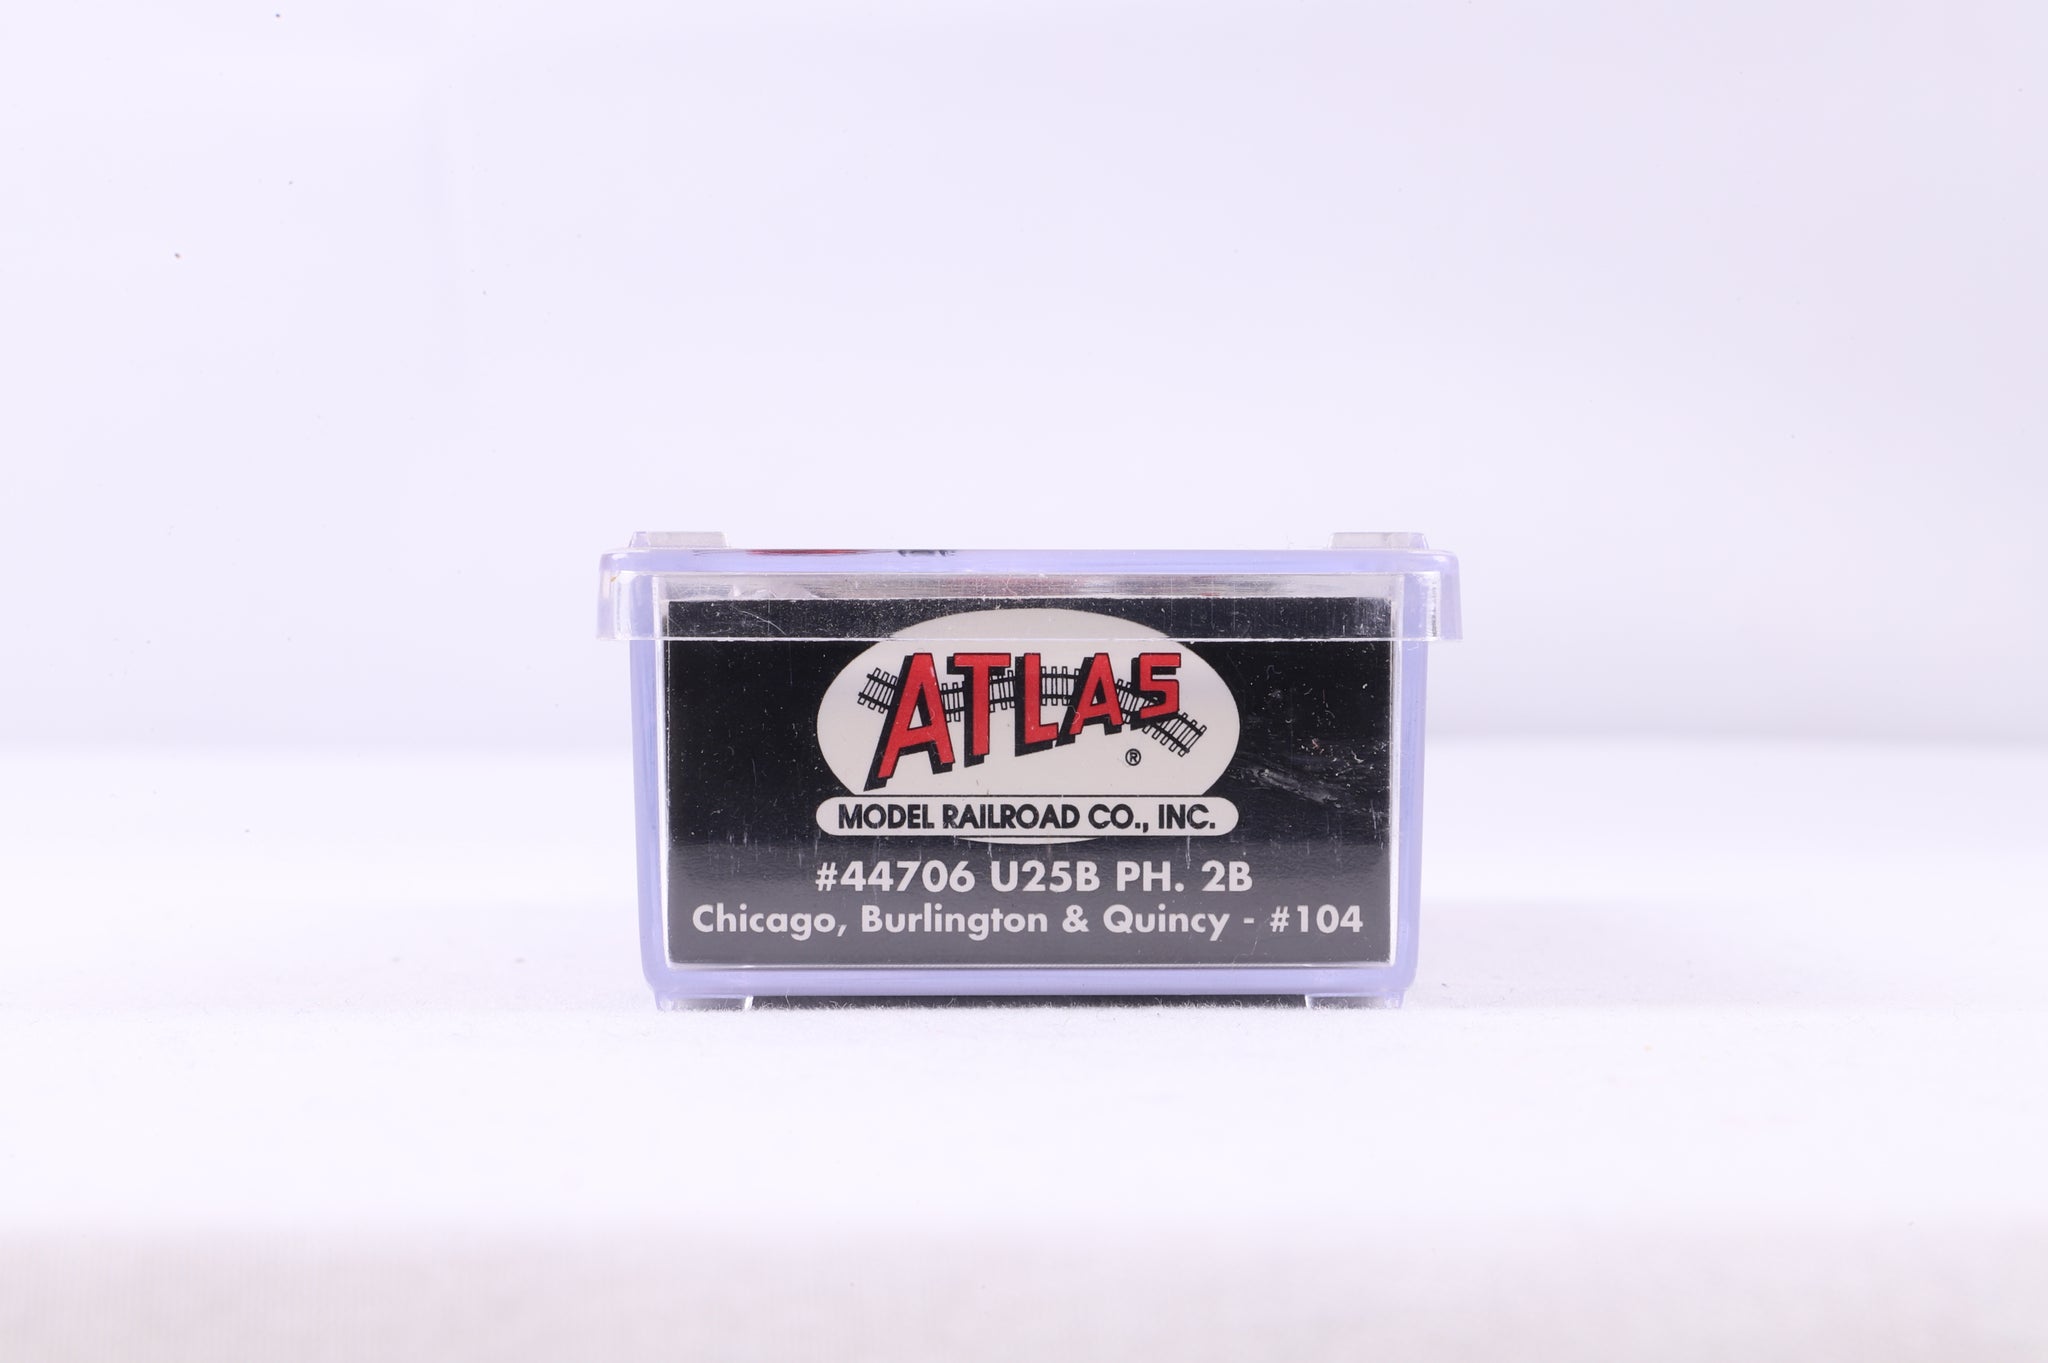 ATLAS
®
MODEL RAILROAD CO., INC.
#44706 U25B PH. 2B
Chicago, Burlington & Quincy - #104